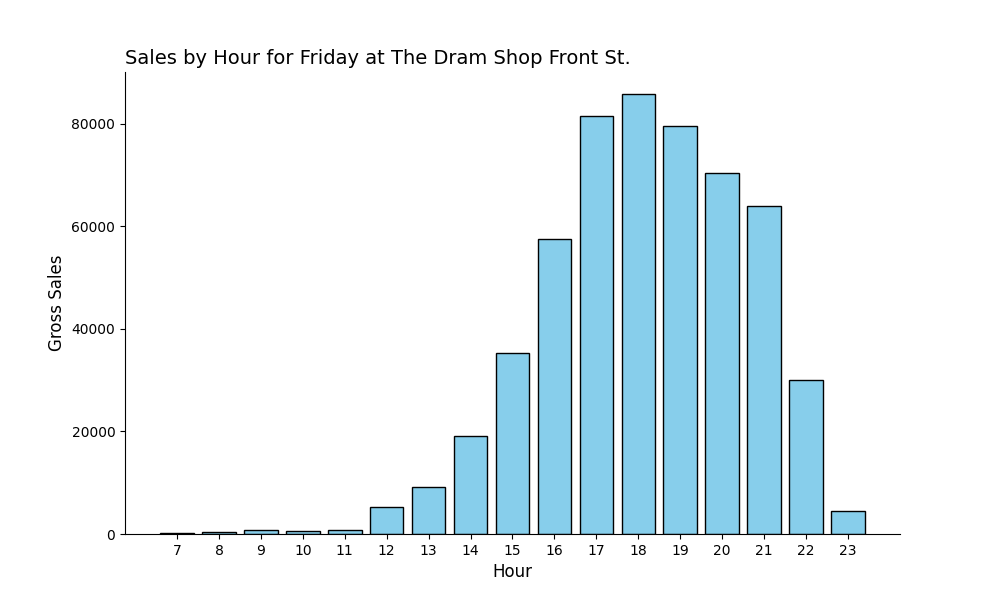 Sales by Hour for Friday at The Dram Shop Front St.
80000
60000
40000
20000
0
Gross Sales
7 8 9 10 11 12 13 14 15 16 17 18 19 20 21 22 23
Hour